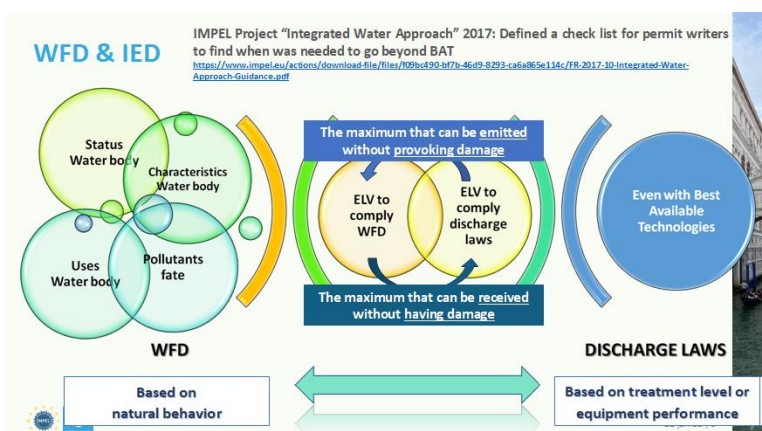 WFD & IED
IMPEL Project “Integrated Water Approach” 2017: Defined a check list for permit writers
to find when was needed to go beyond BAT
https://www.impel.eu/actions/download-file/files/f09bc490-bf7b-46d9-8293-ca6a865e114c/FR-2017-10-Integrated-Water-
Approach-Guidance.pdf
Status
Water body
Characteristics
Water body
Uses
Water body
Pollutants
fate
The maximum that can be emitted
without provoking damage
ELV to
comply
WFD
ELV to
comply
discharge
laws
The maximum that can be received
without having damage
Even with Best
Available
Technologies
WFD
DISCHARGE LAWS
Based on
natural behavior
Based on treatment level or
equipment performance
IMPEL